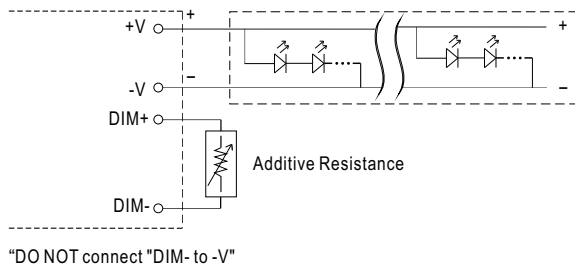 +V + +
-V − −
DIM+
Additive Resistance
DIM-
“DO NOT connect "DIM- to -V"